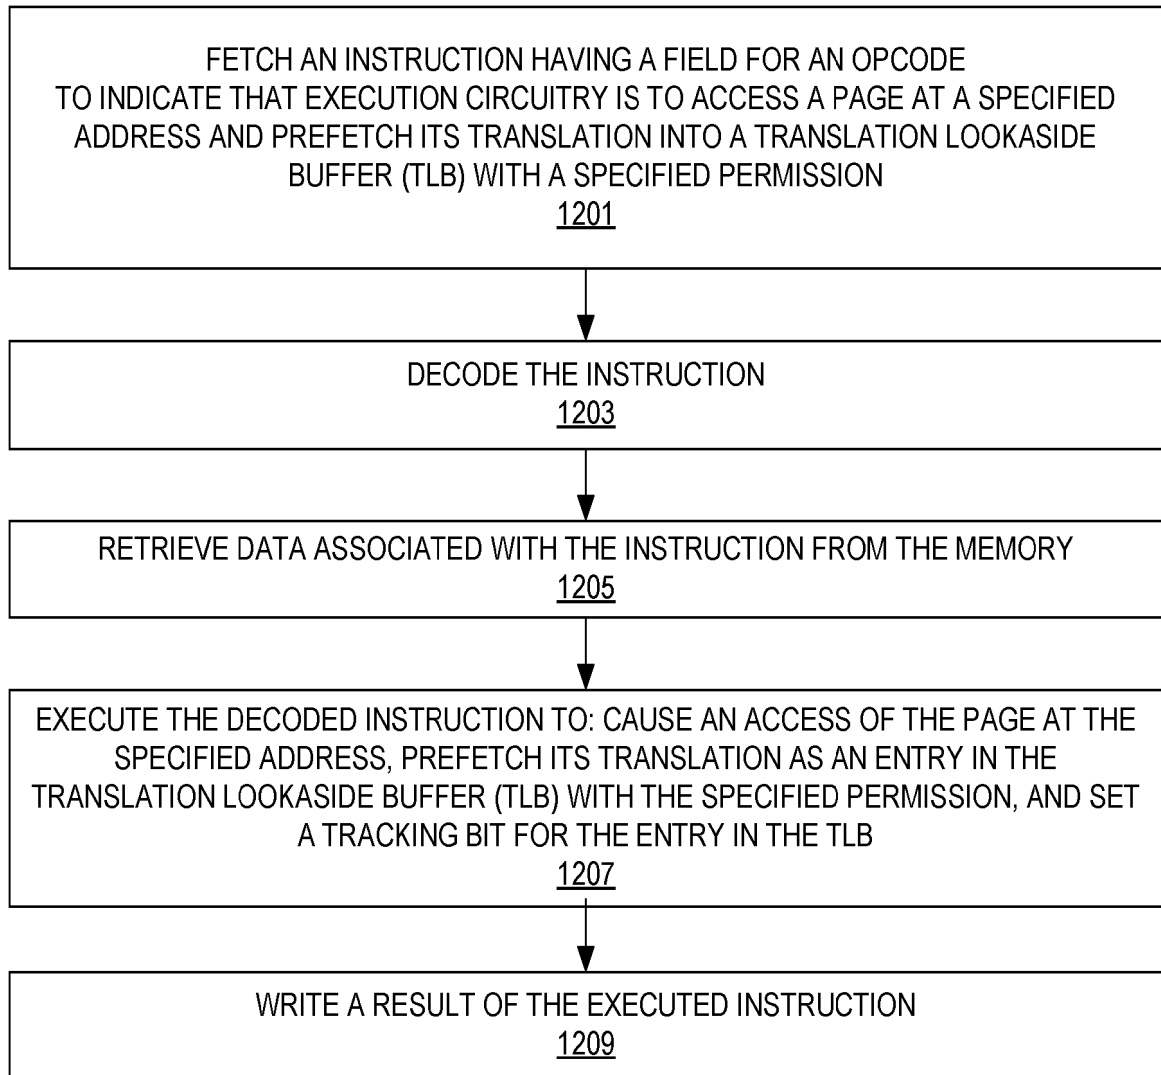 FETCH AN INSTRUCTION HAVING A FIELD FOR AN OPCODE
TO INDICATE THAT EXECUTION CIRCUITRY IS TO ACCESS A PAGE AT A SPECIFIED
ADDRESS AND PREFETCH ITS TRANSLATION INTO A TRANSLATION LOOKASIDE
BUFFER (TLB) WITH A SPECIFIED PERMISSION
1201
DECODE THE INSTRUCTION
1203
RETRIEVE DATA ASSOCIATED WITH THE INSTRUCTION FROM THE MEMORY
1205
EXECUTE THE DECODED INSTRUCTION TO: CAUSE AN ACCESS OF THE PAGE AT THE
SPECIFIED ADDRESS, PREFETCH ITS TRANSLATION AS AN ENTRY IN THE
TRANSLATION LOOKASIDE BUFFER (TLB) WITH THE SPECIFIED PERMISSION, AND SET
A TRACKING BIT FOR THE ENTRY IN THE TLB
1207
WRITE A RESULT OF THE EXECUTED INSTRUCTION
1209